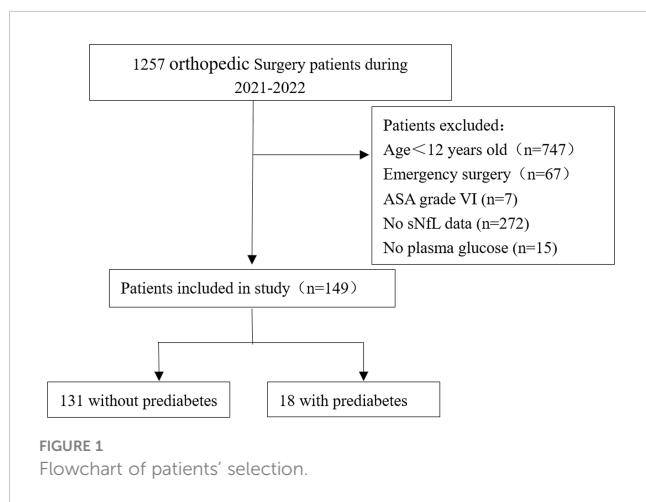 1257 orthopedic Surgery patients during
2021-2022
Patients excluded：
Age＜12 years old（n=747）
Emergency surgery（n=67）
ASA grade VI (n=7)
No sNfL data (n=272)
No plasma glucose (n=15)
Patients included in study（n=149）
131 without prediabetes
18 with prediabetes
FIGURE 1
Flowchart of patients’ selection.